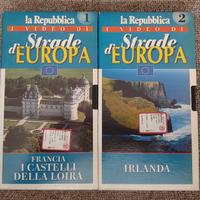 la Repubblica 1
I VIDEO DI
Strade
d'EUROPA
FRANCIA
I CASTELLI
DELLA LOIRA
la Repubblica 2
I VIDEO DI
Strade
d'EUROPA
IRLANDA